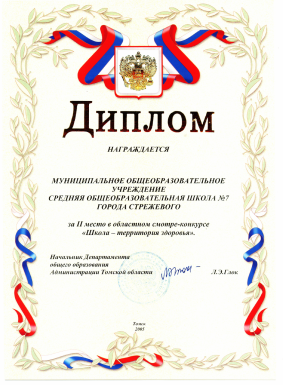 Диплом
НАГРАЖДАЕТСЯ
МУНИЦИПАЛЬНОЕ ОБЩЕОБРАЗОВАТЕЛЬНОЕ
УЧРЕЖДЕНИЕ
СРЕДНЯЯ ОБЩЕОБРАЗОВАТЕЛЬНАЯ ШКОЛА №7
ГОРОДА СТРЕЖЕВОГО
за II место в областном смотре-конкурсе
«Школа – территория здоровья».
Начальник Департамента
общего образования
Администрации Томской области Л.Э.Глок
Томск
2005